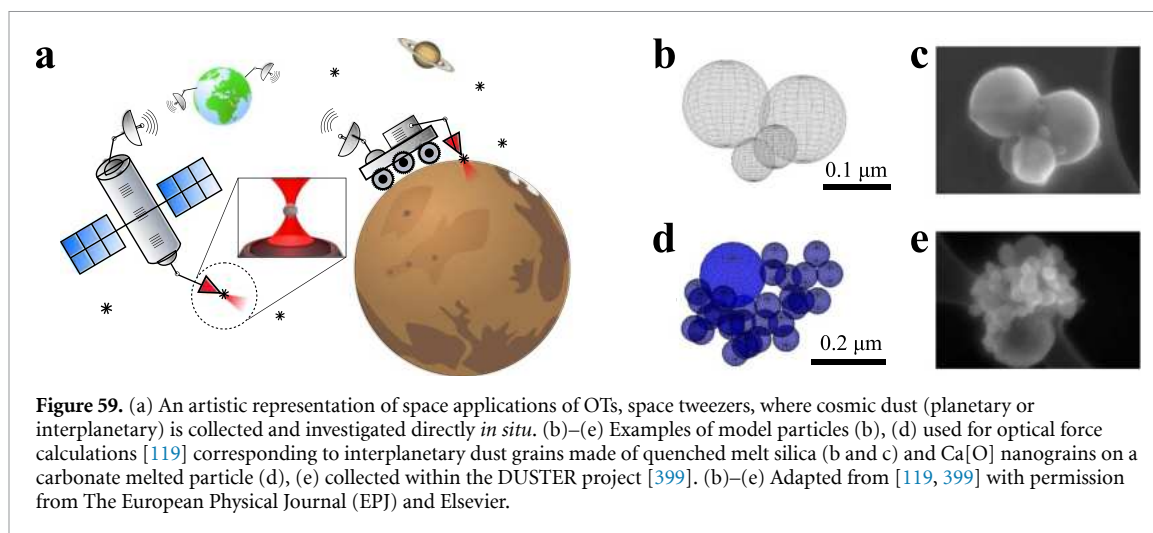 a
b
c
0.1 μm
d
e
0.2 μm
Figure 59. (a) An artistic representation of space applications of OTs, space tweezers, where cosmic dust (planetary or
interplanetary) is collected and investigated directly in situ. (b)–(e) Examples of model particles (b), (d) used for optical force
calculations [119] corresponding to interplanetary dust grains made of quenched melt silica (b and c) and Ca[O] nanograins on a
carbonate melted particle (d), (e) collected within the DUSTER project [399]. (b)–(e) Adapted from [119, 399] with permission
from The European Physical Journal (EPJ) and Elsevier.